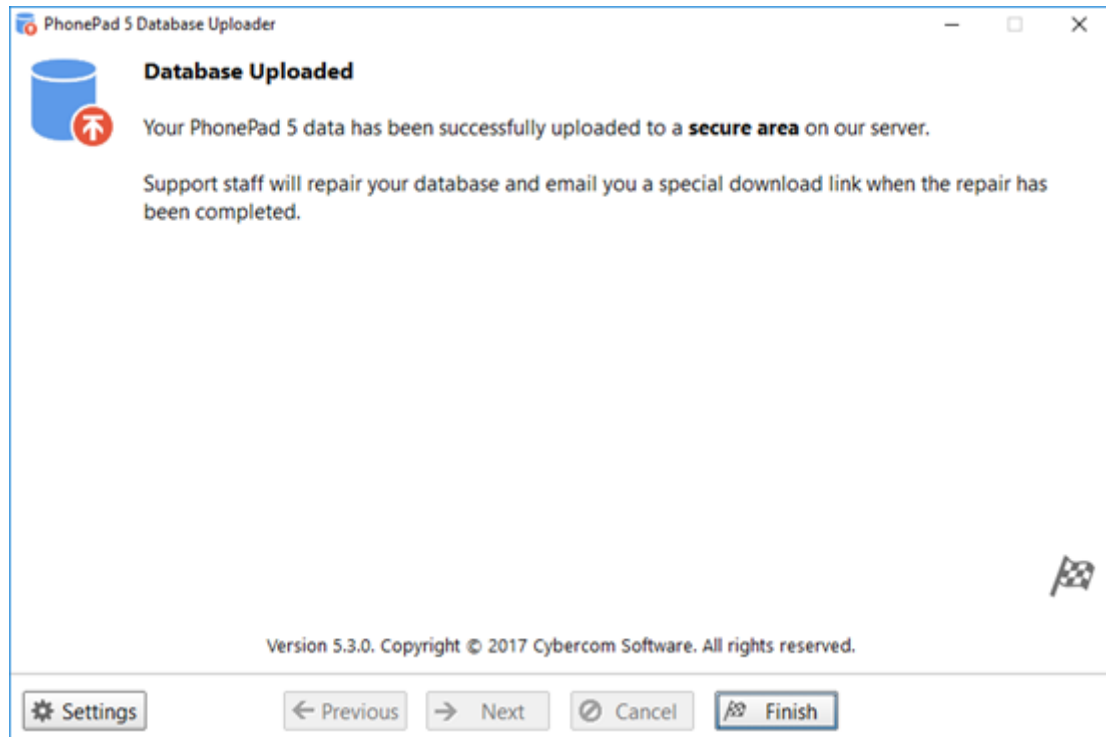 PhonePad 5 Database Uploader
Database Uploaded
Your PhonePad 5 data has been successfully uploaded to a secure area on our server.
Support staff will repair your database and email you a special download link when the repair has
been completed.
Version 5.3.0. Copyright © 2017 Cybercom Software. All rights reserved.
Settings
Previous
Next
Cancel
Finish